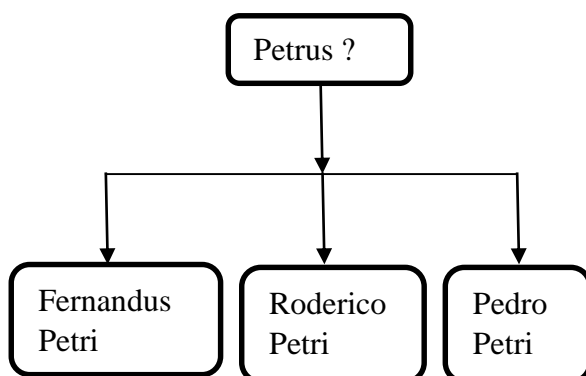 Petrus ?
Fernandus
Petri
Roderico
Petri
Pedro
Petri